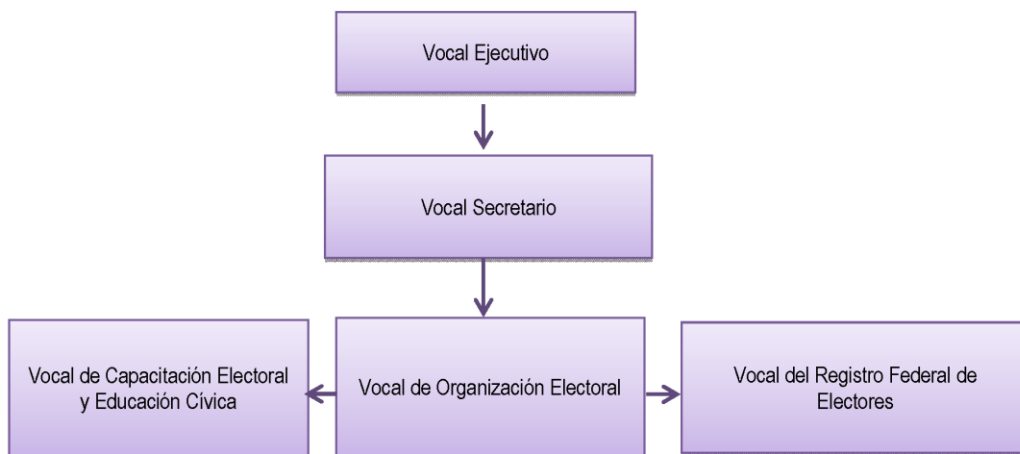 Vocal Ejecutivo
Vocal Secretario
Vocal de Capacitación Electoral
y Educación Cívica
Vocal de Organización Electoral
Vocal del Registro Federal de
Electores